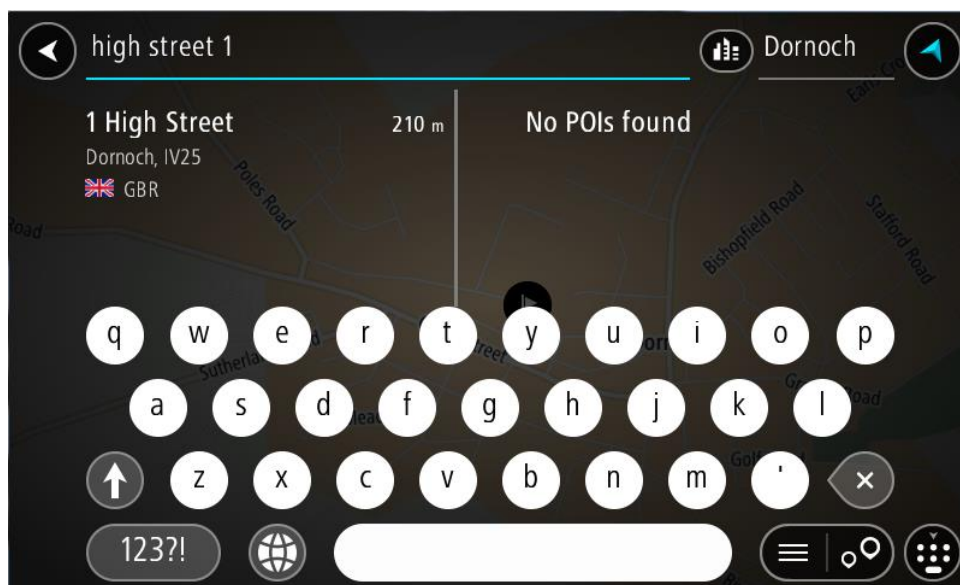 high street 1
Dornoch
1 High Street 210 m
No POIs found
Dornoch, IV25
GBR
Poles Road
Road
Bishopfield Road
Stafford Road
q w e r t y u i o p
a s d f g h j k l
z x c v b n m '
123?!